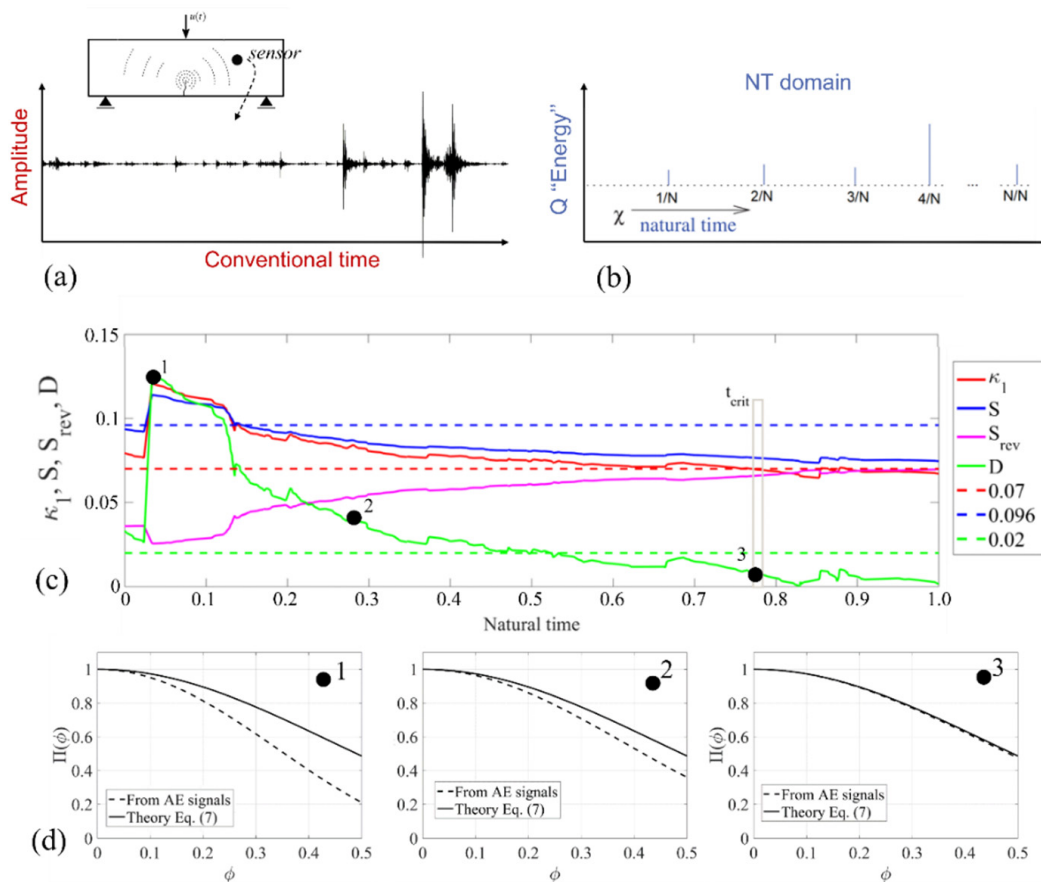 u(t)
sensor
Amplitude
Conventional time
(a)
NT domain
Q “Energy”
1/N 2/N 3/N 4/N ... N/N
χ natural time
(b)
κ1, S, Srev, D
0.15
0.1
0.05
0
1
2
3
tcrit
0 0.1 0.2 0.3 0.4 0.5 0.6 0.7 0.8 0.9 1.0
Natural time
κ1
S
Srev
D
0.07
0.096
0.02
(c)
Π(ϕ)
1
0.8
0.6
0.4
0.2
0
1
From AE signals
Theory Eq. (7)
0 0.1 0.2 0.3 0.4 0.5
ϕ
Π(ϕ)
1
0.8
0.6
0.4
0.2
0
2
From AE signals
Theory Eq. (7)
0 0.1 0.2 0.3 0.4 0.5
ϕ
Π(ϕ)
1
0.8
0.6
0.4
0.2
0
3
From AE signals
Theory Eq. (7)
0 0.1 0.2 0.3 0.4 0.5
ϕ
(d)